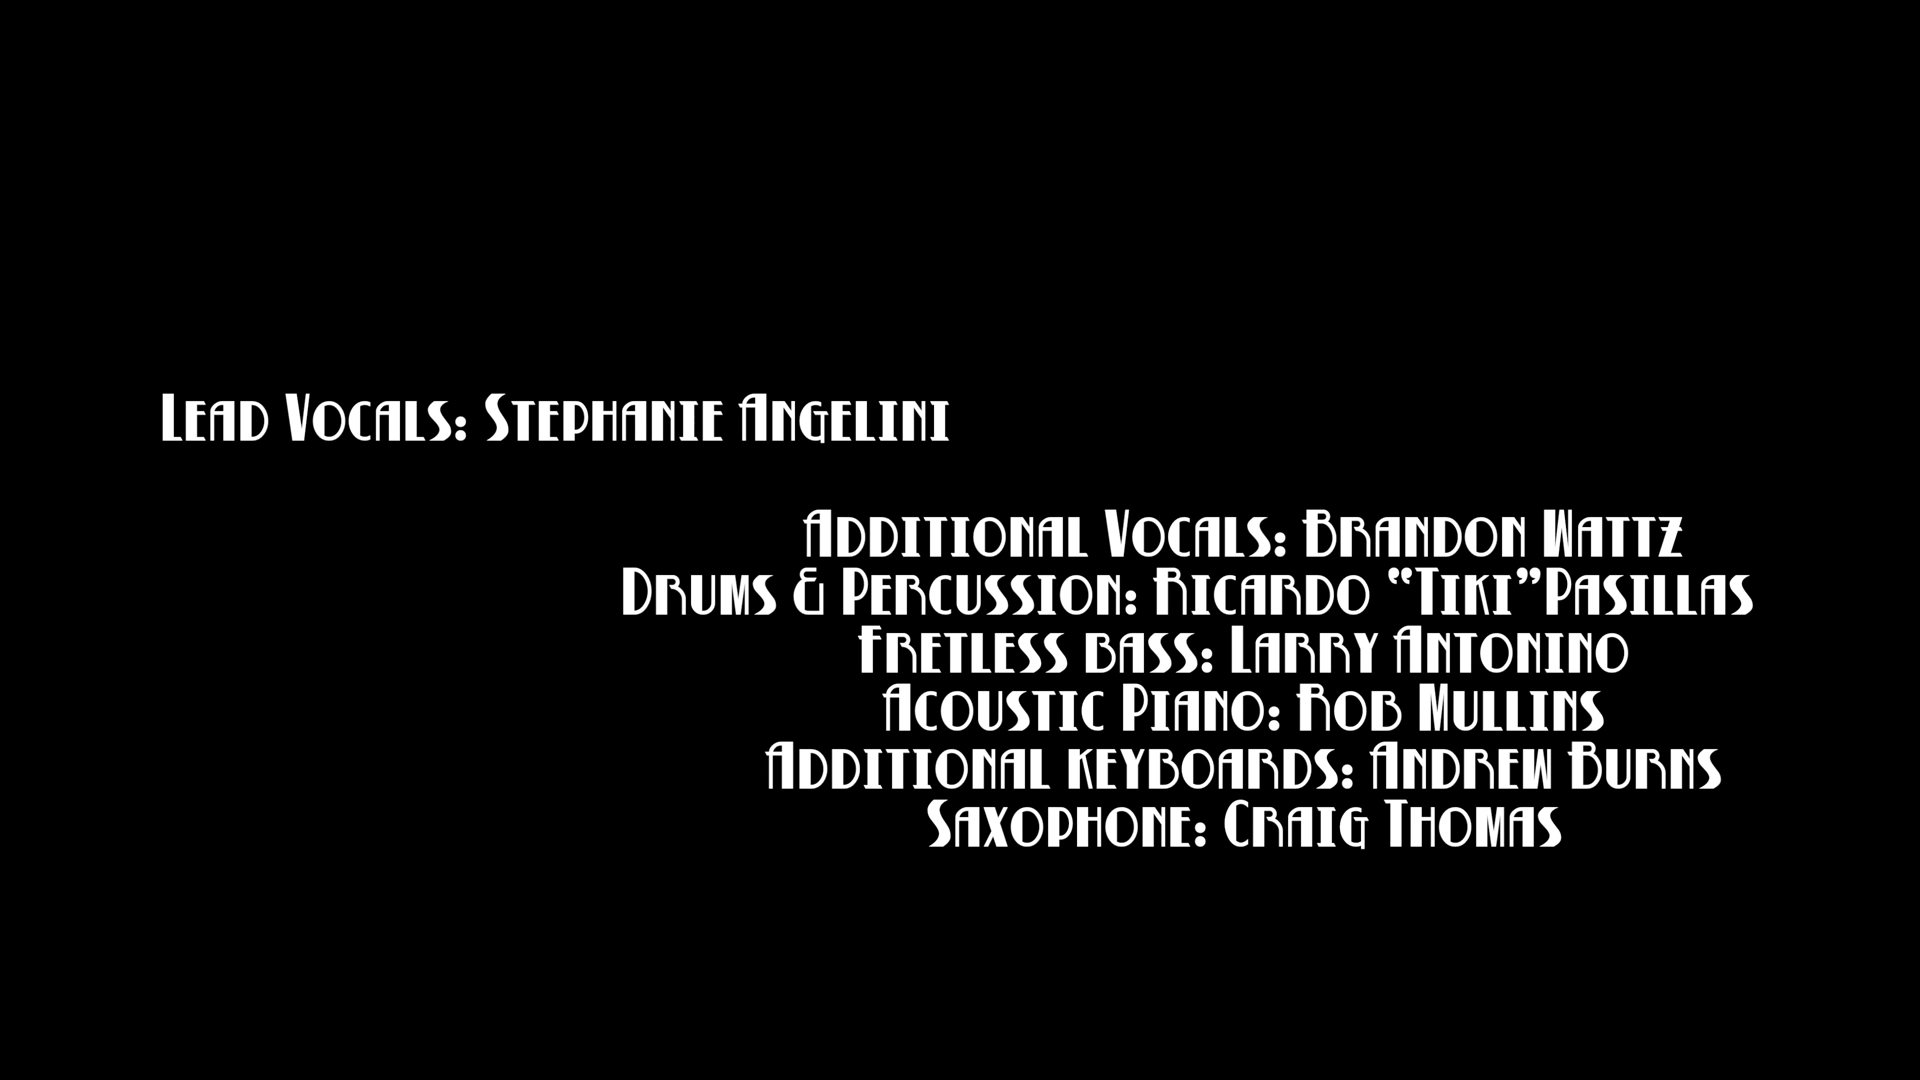 Lead Vocals: Stephanie Angelini
Additional Vocals: Brandon Wattz
Drums & Percussion: Ricardo “Tiki”Pasillas
Fretless bass: Larry Antonino
Acoustic Piano: Rob Mullins
Additional keyboards: Andrew Burns
Saxophone: Craig Thomas